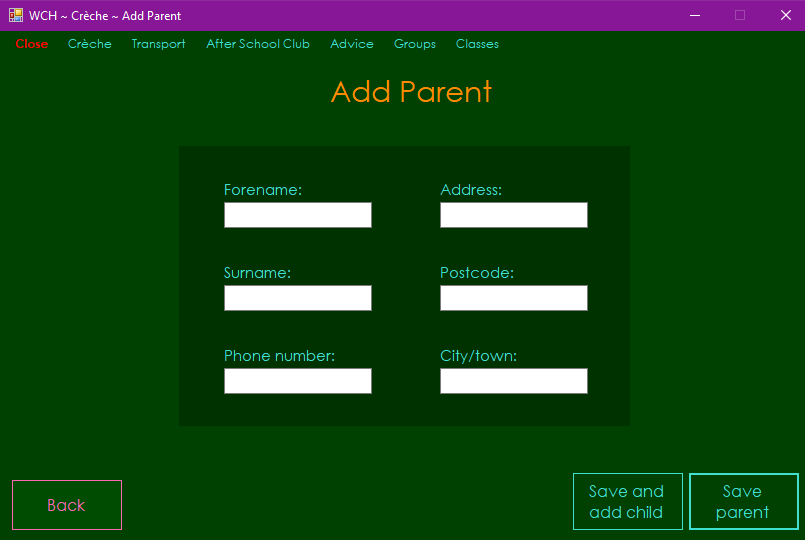 WCH ~ Crèche ~ Add Parent
Close Crèche Transport After School Club Advice Groups Classes
Add Parent
Forename: Address:
Surname: Postcode:
Phone number: City/town:
Back
Save and
add child
Save
parent